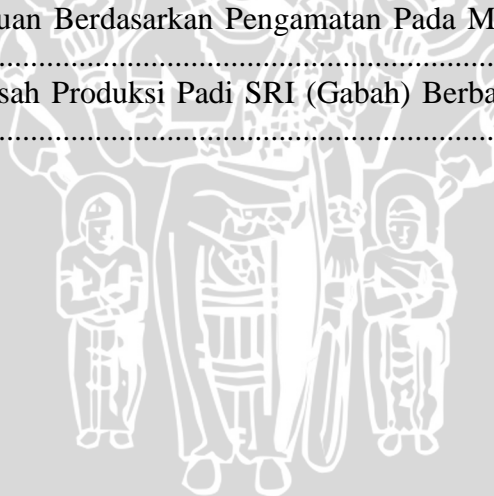 uan Berdasarkan Pengamatan Pada M
................................................................
sah Produksi Padi SRI (Gabah) Berba
................................................................